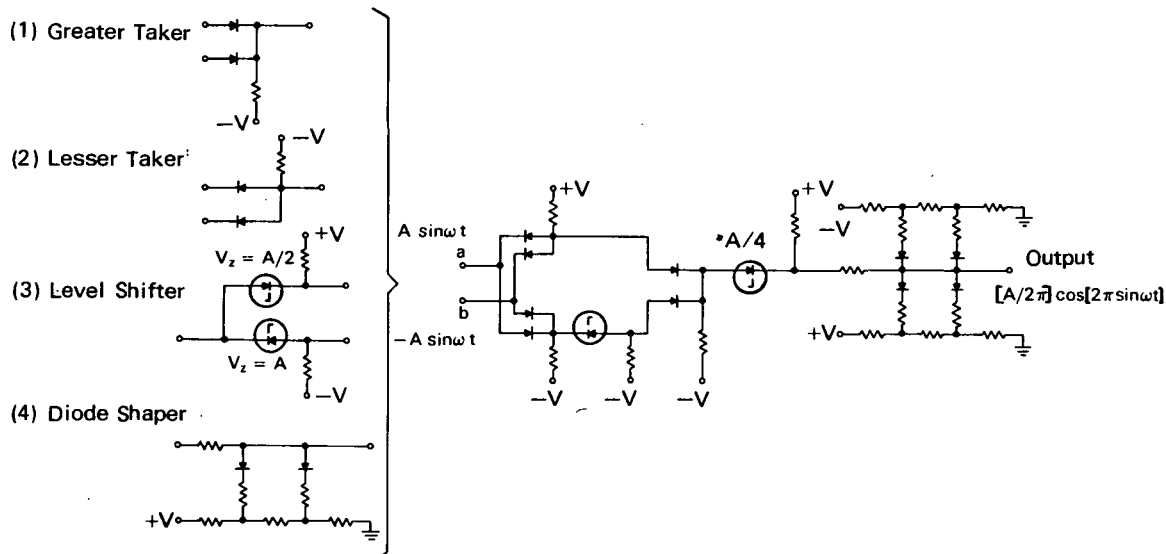 (1) Greater Taker
−V
−V
(2) Lesser Taker
+V
V_z = A/2
(3) Level Shifter
V_z = A
−V
(4) Diode Shaper
+V
A sinωt
a
b
−A sinωt
+V
−V
−V
−V
*A/4
+V
−V
Output
[A/2π] cos[2π sinωt]
+V